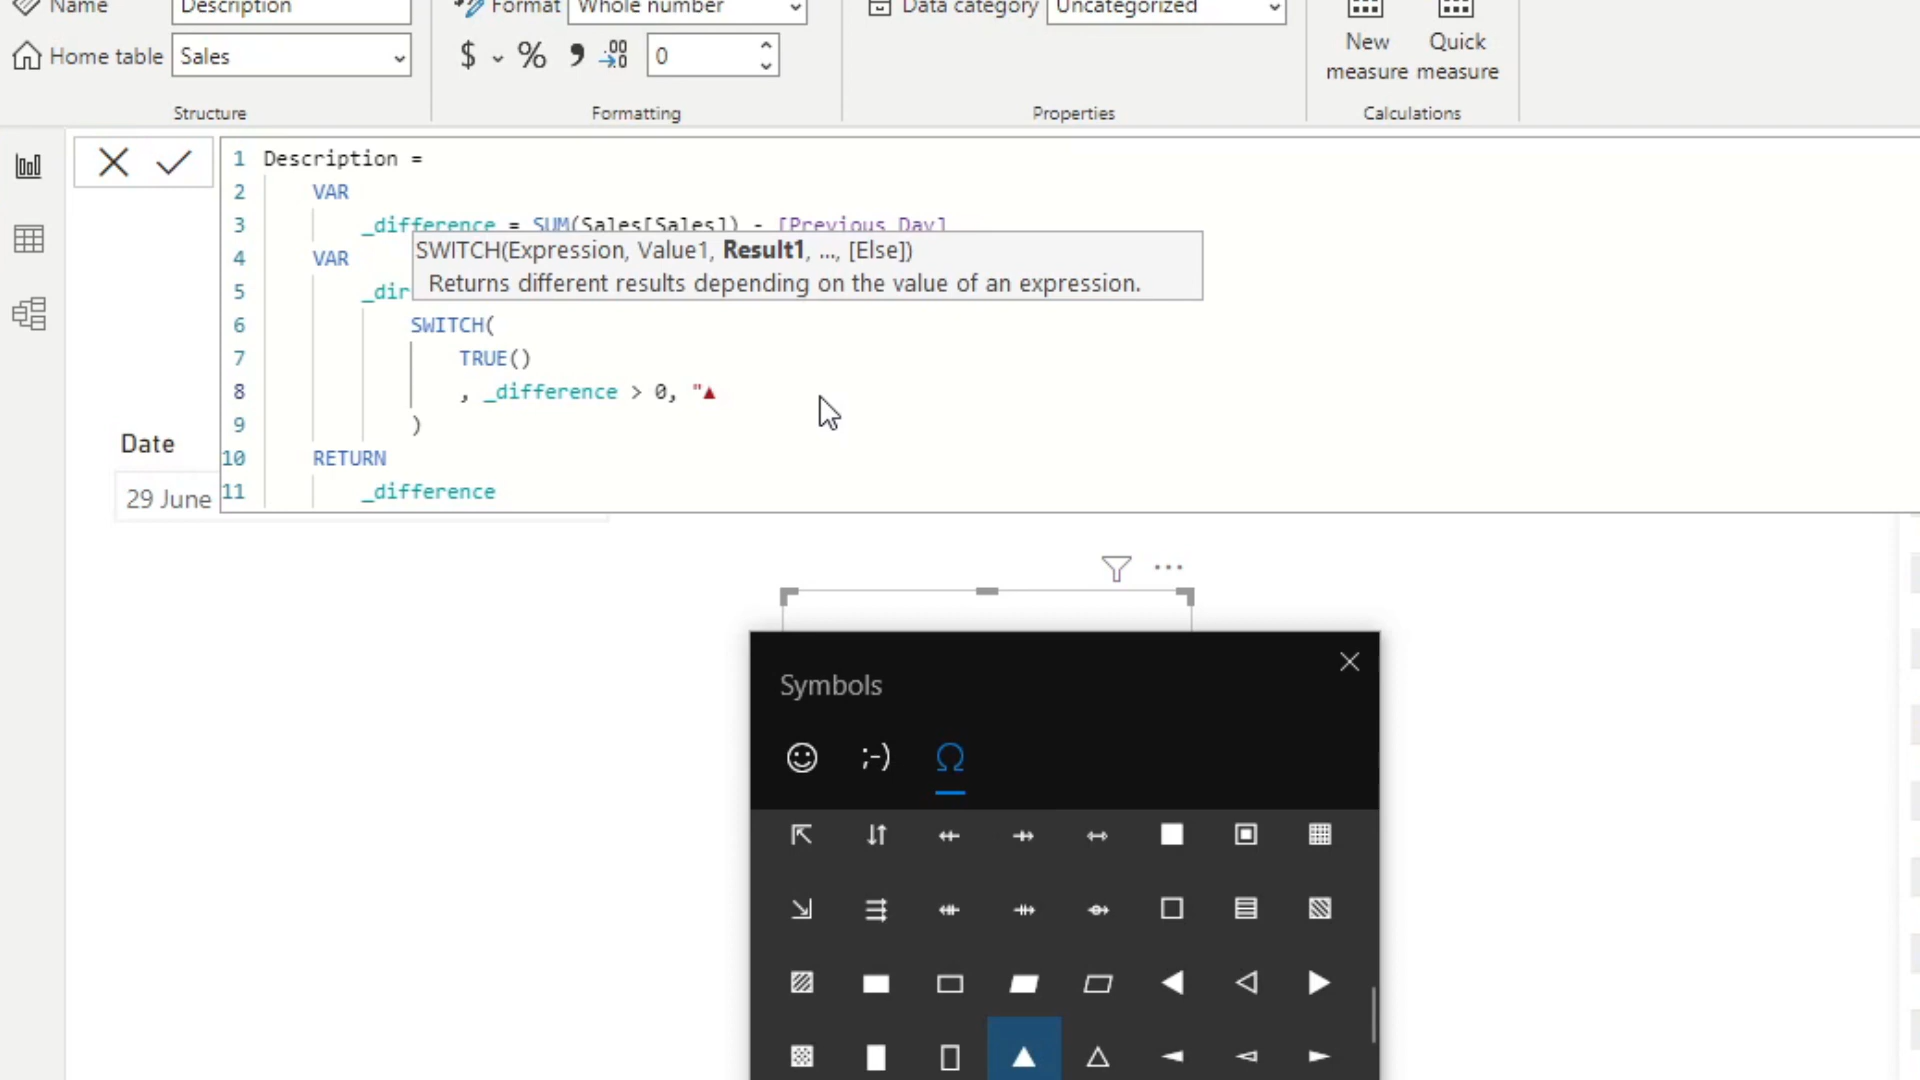 Name Description Format Whole number Data category Uncategorized
Home table Sales $ % 0 New measure Quick measure
Structure Formatting Properties Calculations
1 Description =
2 VAR
3 _difference = SUM(Sales[Sales]) - [Previous Day]
SWITCH(Expression, Value1, Result1, ..., [Else])
4 VAR
Returns different results depending on the value of an expression.
5 _dir
6 SWITCH(
7 TRUE()
8 , _difference > 0, "▲
9 )
10 RETURN
11 _difference
Date
29 June
Symbols
;-) Ω